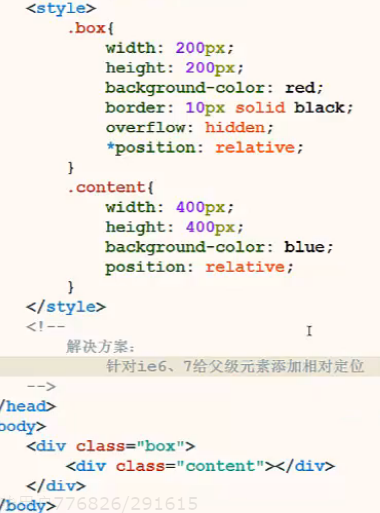 <style>
.box{
width: 200px;
height: 200px;
background-color: red;
border: 10px solid black;
overflow: hidden;
*position: relative;
}
.content{
width: 400px;
height: 400px;
background-color: blue;
position: relative;
}
</style>
<!--
解决方案:
针对ie6、7给父级元素添加相对定位
-->
/head>
body>
<div class="box">
<div class="content"></div>
</div>
/body>
776826/291615